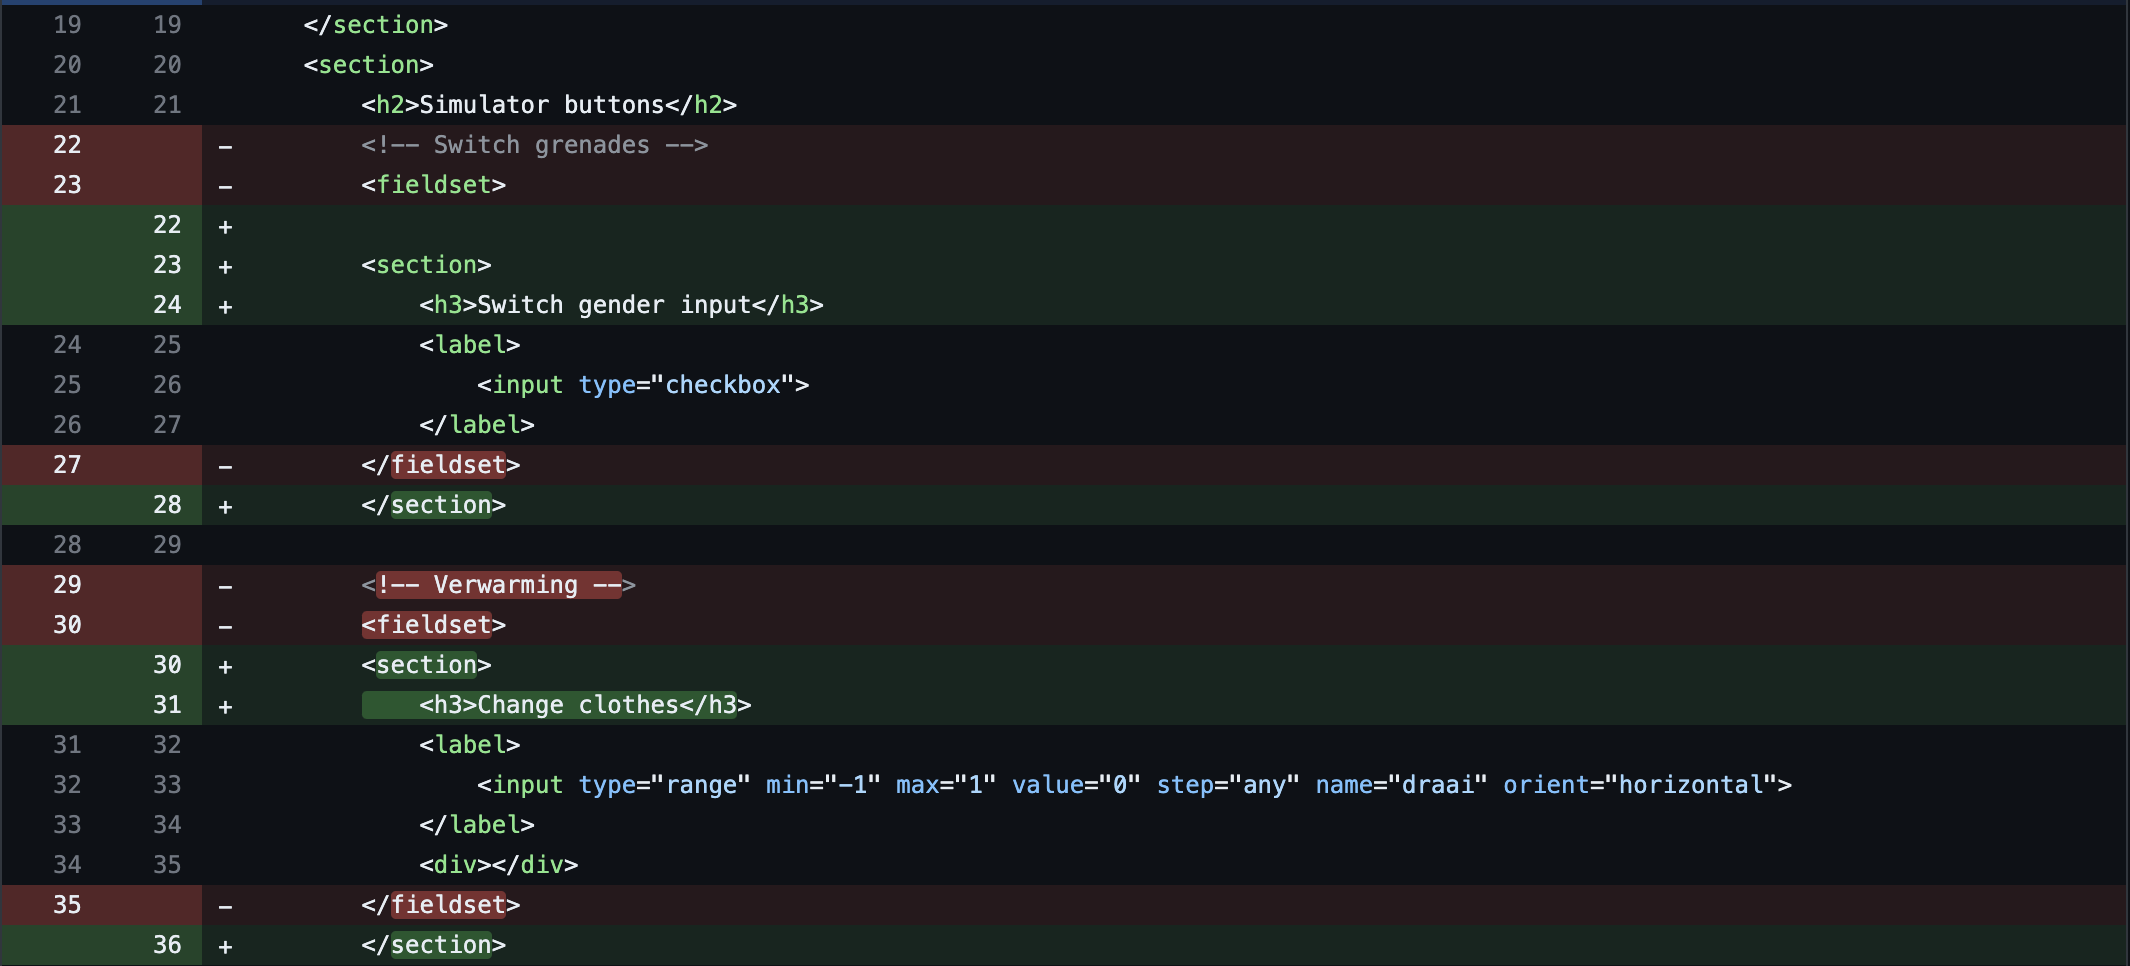 19 19 </section>
20 20 <section>
21 21 <h2>Simulator buttons</h2>
22 - <!-- Switch grenades -->
23 - <fieldset>
22 +
23 + <section>
24 + <h3>Switch gender input</h3>
24 25 <label>
25 26 <input type="checkbox">
26 27 </label>
27 - </fieldset>
28 + </section>
28 29
29 - <!-- Verwarming -->
30 - <fieldset>
30 + <section>
31 + <h3>Change clothes</h3>
31 32 <label>
32 33 <input type="range" min="-1" max="1" value="0" step="any" name="draai" orient="horizontal">
33 34 </label>
34 35 <div></div>
35 - </fieldset>
36 + </section>